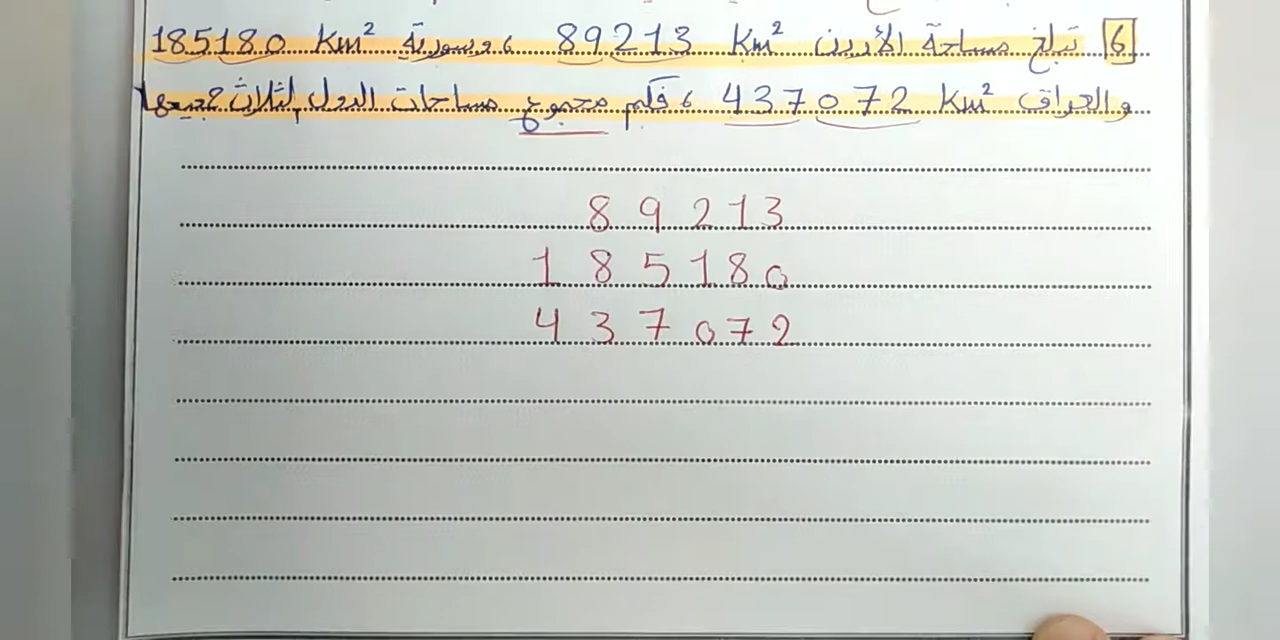 6 تبلغ مساحة الأردن 89213 Km² ، وسورية 185180 Km²
والعراق 437072 Km² ، فكم مجموع مساحات الدول الثلاث جميعها
89213
185180
437072